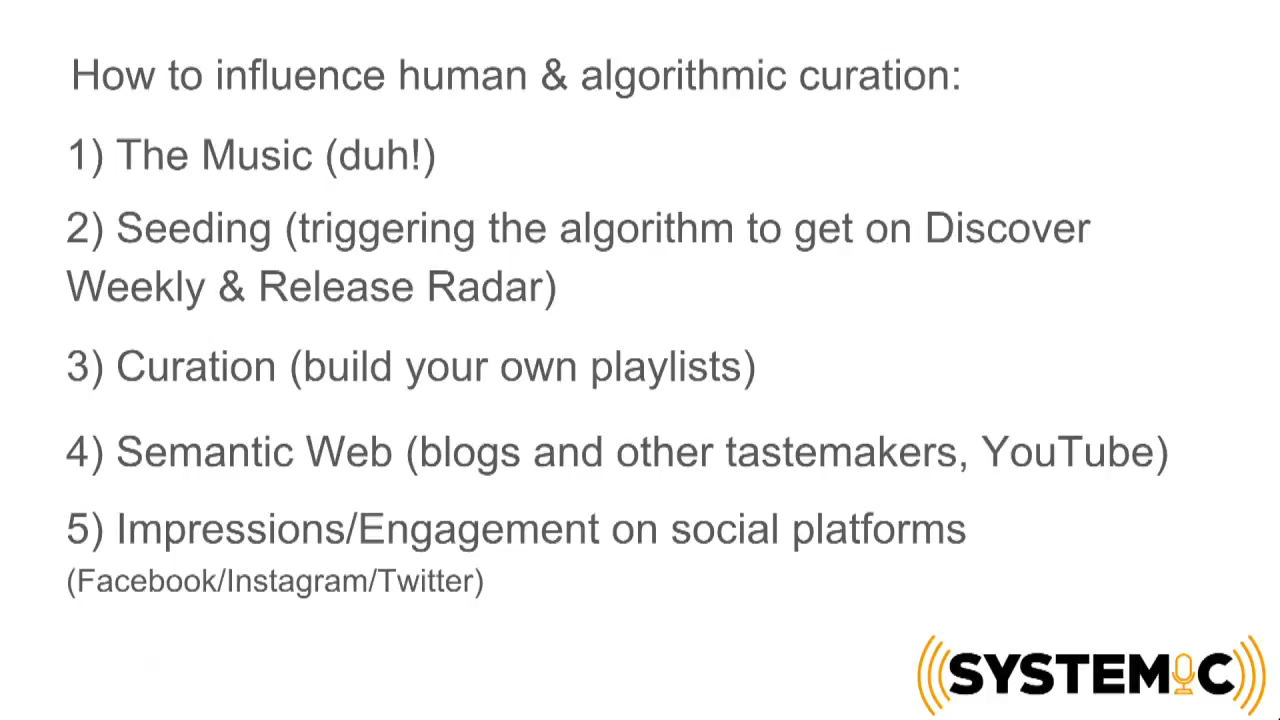 How to influence human & algorithmic curation:
1) The Music (duh!)
2) Seeding (triggering the algorithm to get on Discover
Weekly & Release Radar)
3) Curation (build your own playlists)
4) Semantic Web (blogs and other tastemakers, YouTube)
5) Impressions/Engagement on social platforms
(Facebook/Instagram/Twitter)
SYSTEMIC